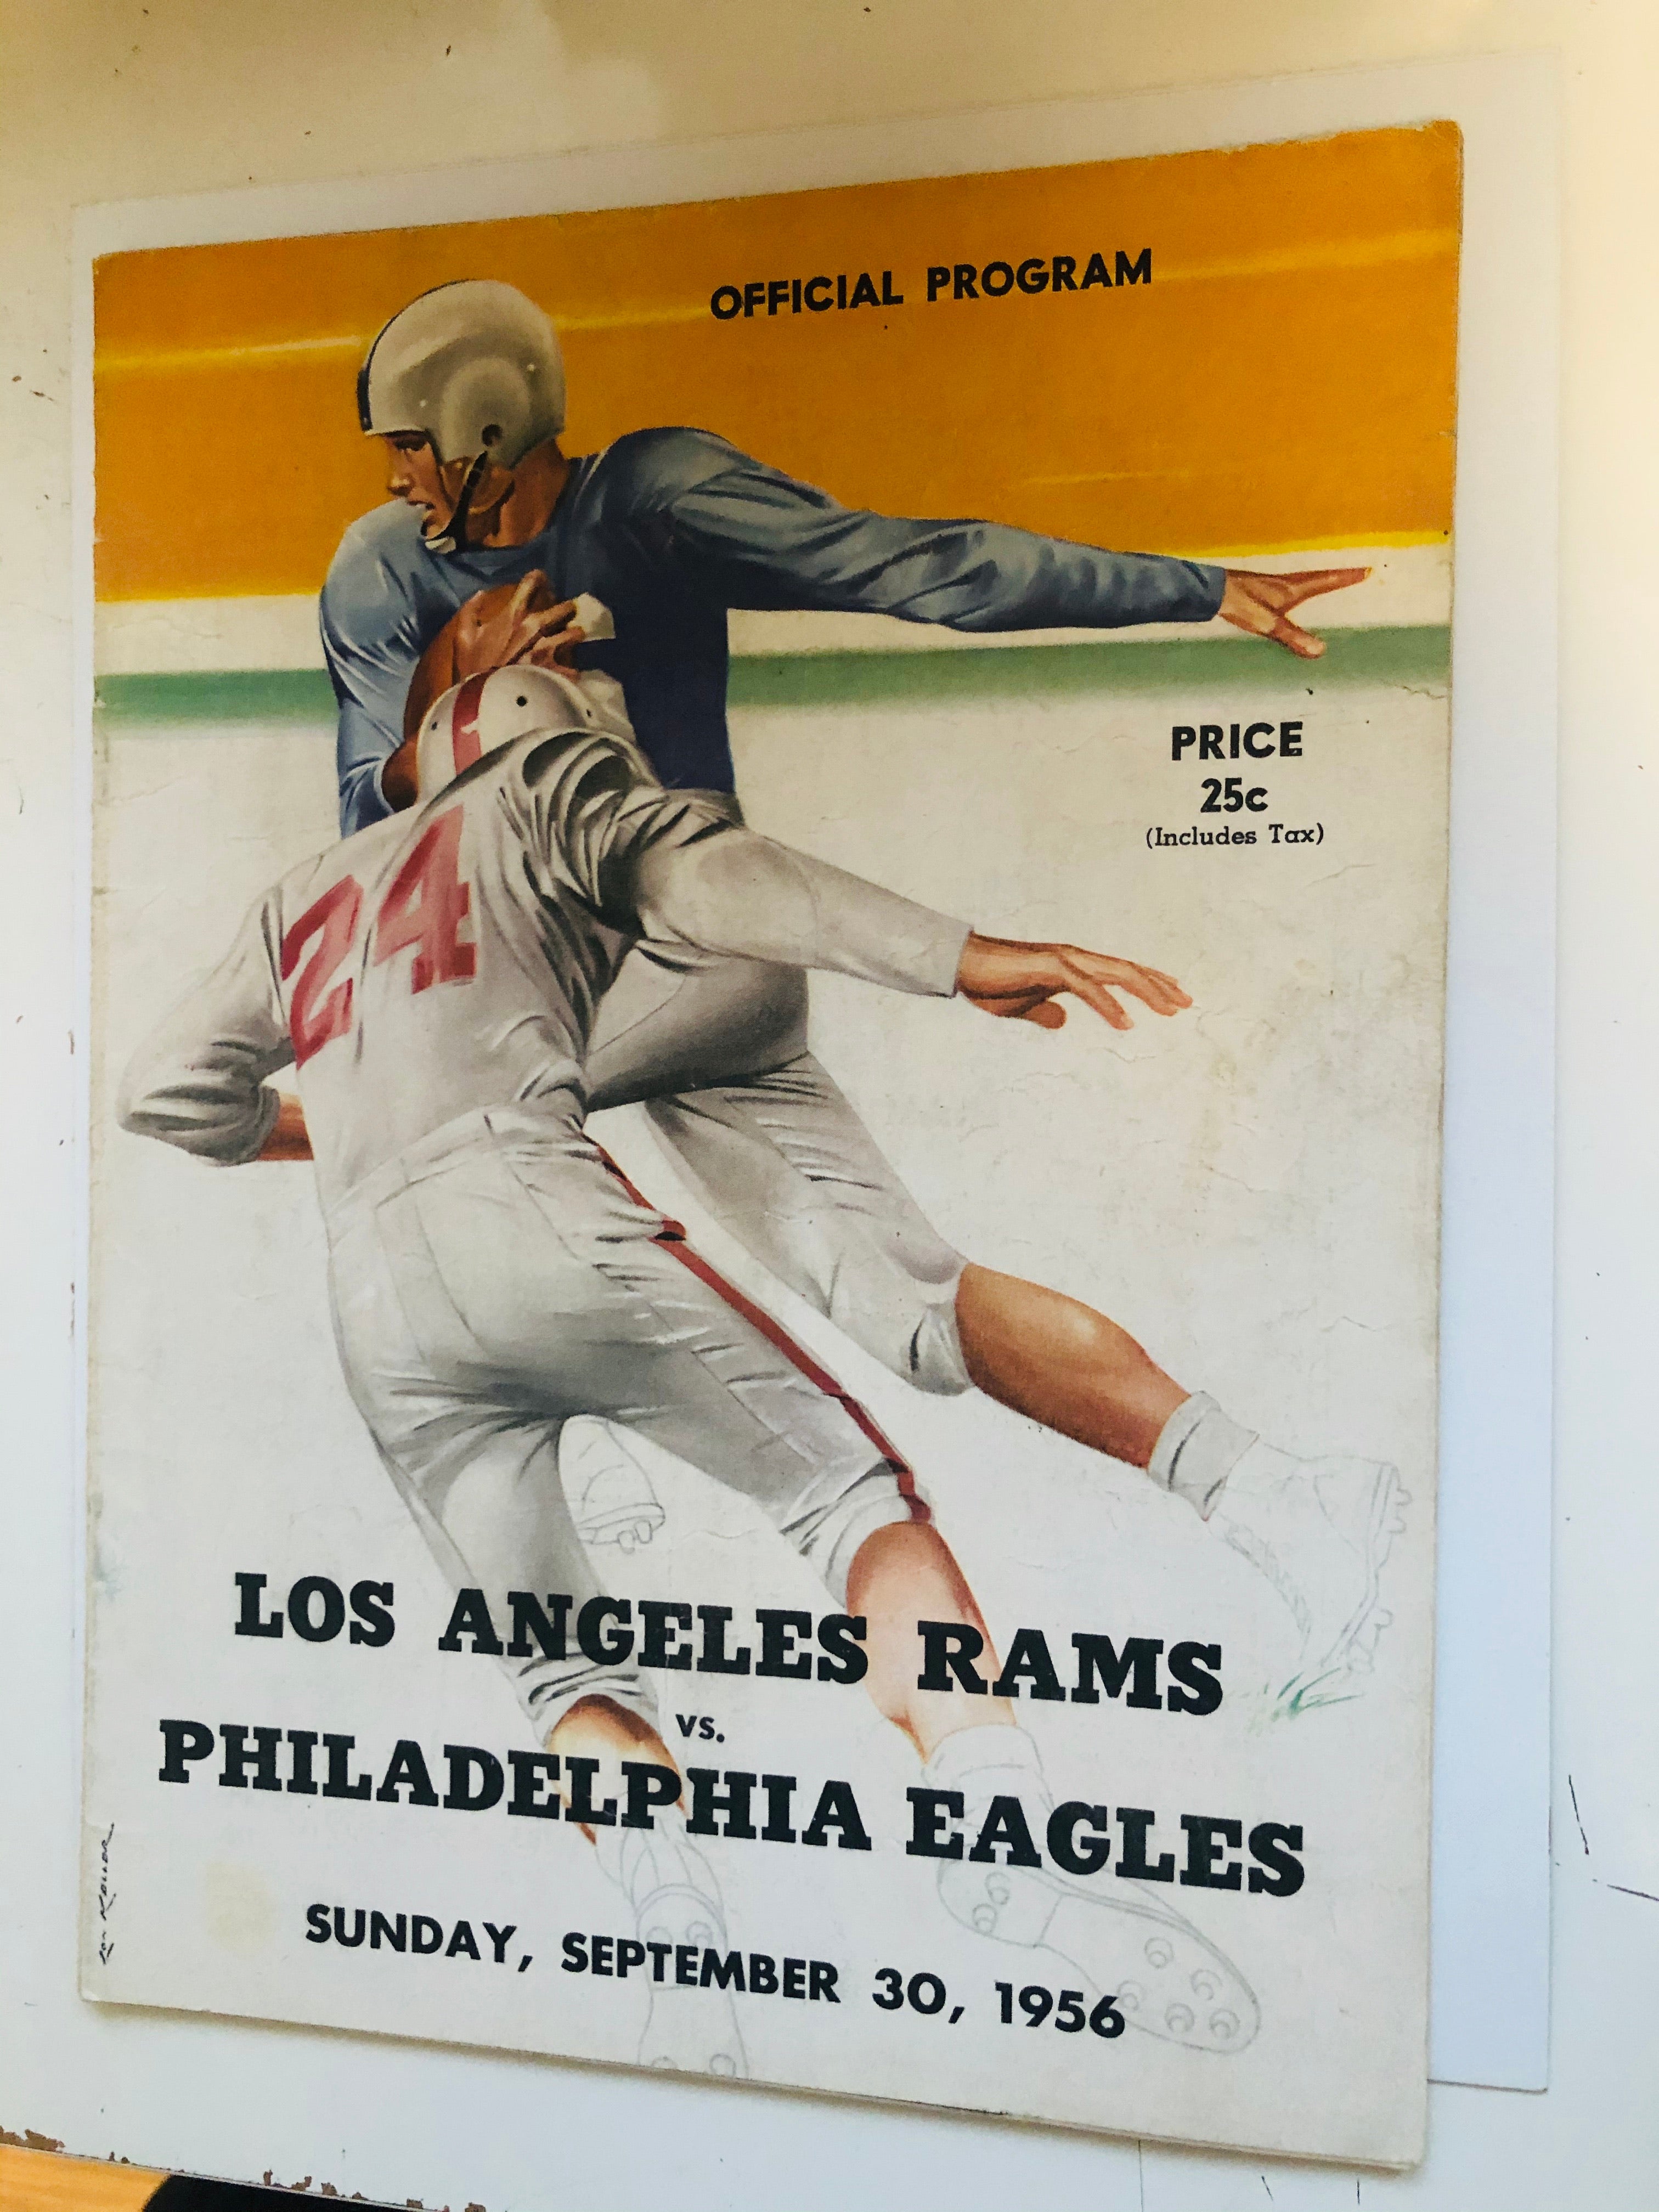 OFFICIAL PROGRAM
PRICE
25c
(Includes Tax)
24
LOS ANGELES RAMS
vs.
PHILADELPHIA EAGLES
SUNDAY, SEPTEMBER 30, 1956